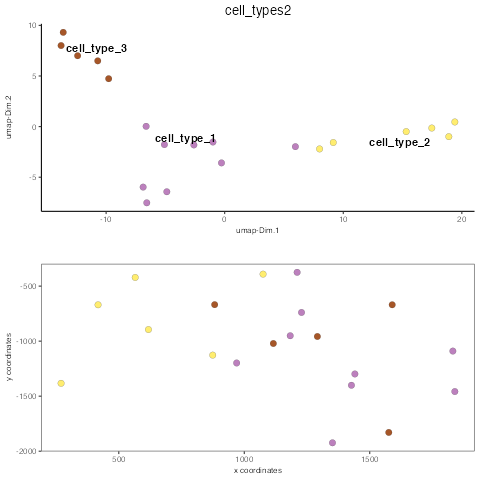 cell_types2
10
5
0
-5
umap-Dim.2
cell_type_3
cell_type_1
cell_type_2
-10
0
10
20
umap-Dim.1
-500
-1000
-1500
-2000
y coordinates
500
1000
1500
x coordinates